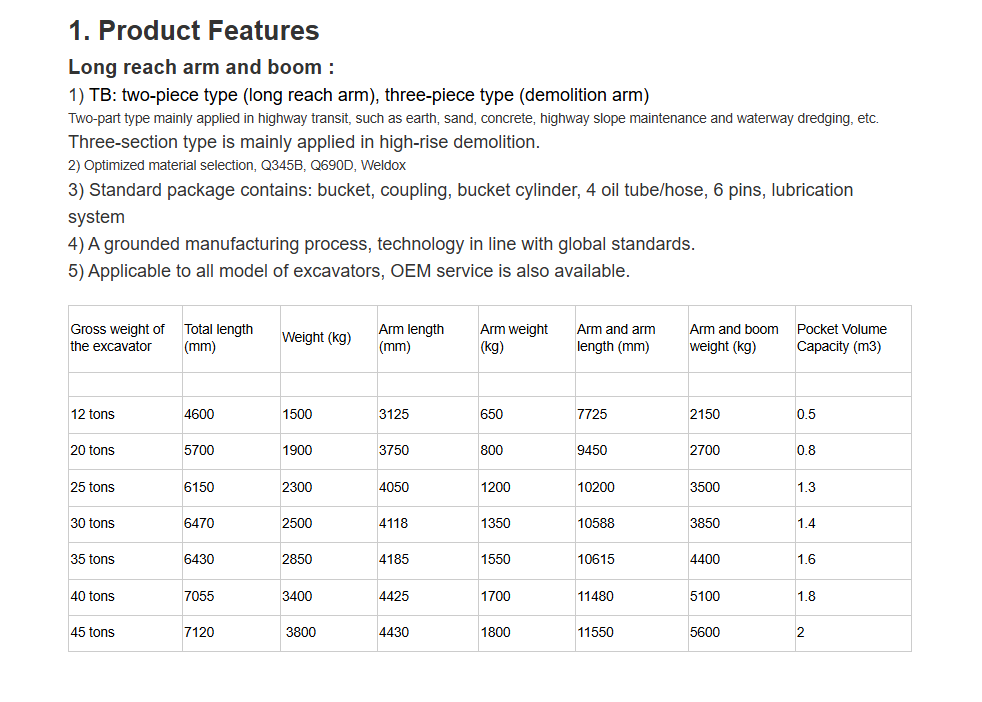 1. Product Features
Long reach arm and boom :
1) TB: two-piece type (long reach arm), three-piece type (demolition arm)
Two-part type mainly applied in highway transit, such as earth, sand, concrete, highway slope maintenance and waterway dredging, etc.
Three-section type is mainly applied in high-rise demolition.
2) Optimized material selection, Q345B, Q690D, Weldox
3) Standard package contains: bucket, coupling, bucket cylinder, 4 oil tube/hose, 6 pins, lubrication
system
4) A grounded manufacturing process, technology in line with global standards.
5) Applicable to all model of excavators, OEM service is also available.
Gross weight of the excavator Total length (mm) Weight (kg) Arm length (mm) Arm weight (kg) Arm and arm length (mm) Arm and boom weight (kg) Pocket Volume Capacity (m3)
12 tons 4600 1500 3125 650 7725 2150 0.5
20 tons 5700 1900 3750 800 9450 2700 0.8
25 tons 6150 2300 4050 1200 10200 3500 1.3
30 tons 6470 2500 4118 1350 10588 3850 1.4
35 tons 6430 2850 4185 1550 10615 4400 1.6
40 tons 7055 3400 4425 1700 11480 5100 1.8
45 tons 7120 3800 4430 1800 11550 5600 2